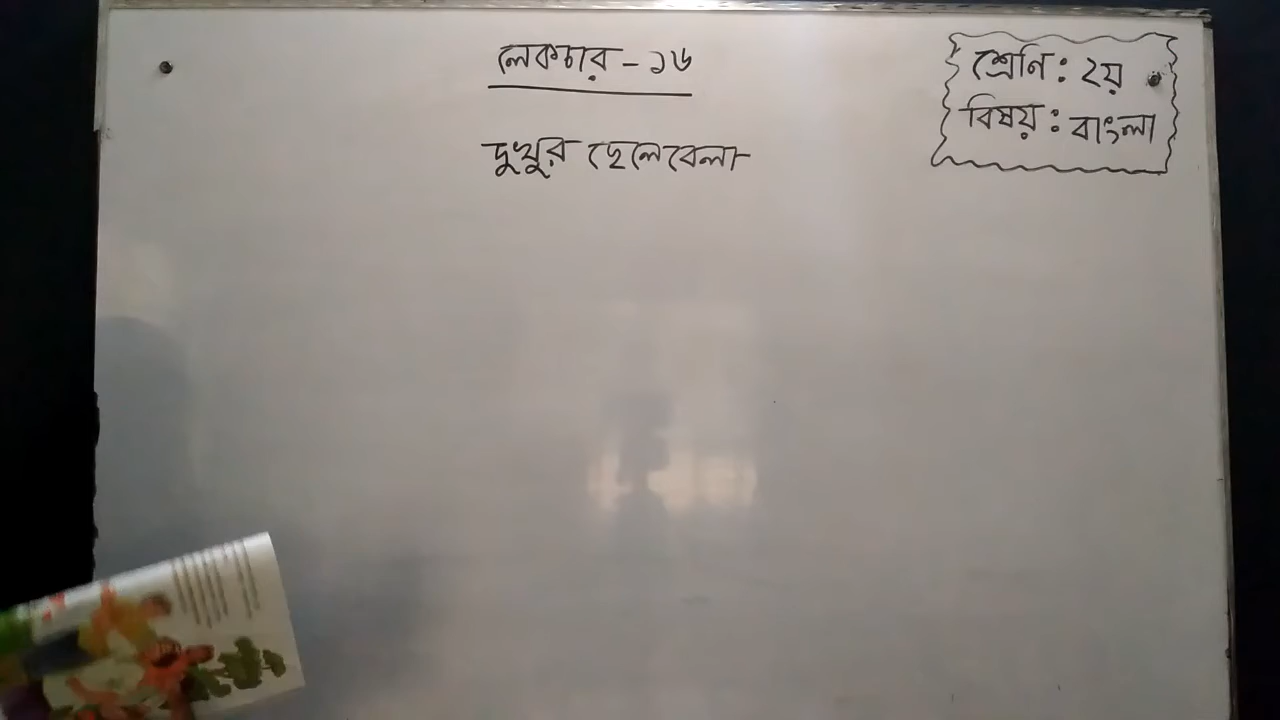 লেকচার - ১৬
দুখুর ছেলেবেলা
শ্রেণি : ২য়
বিষয় : বাংলা